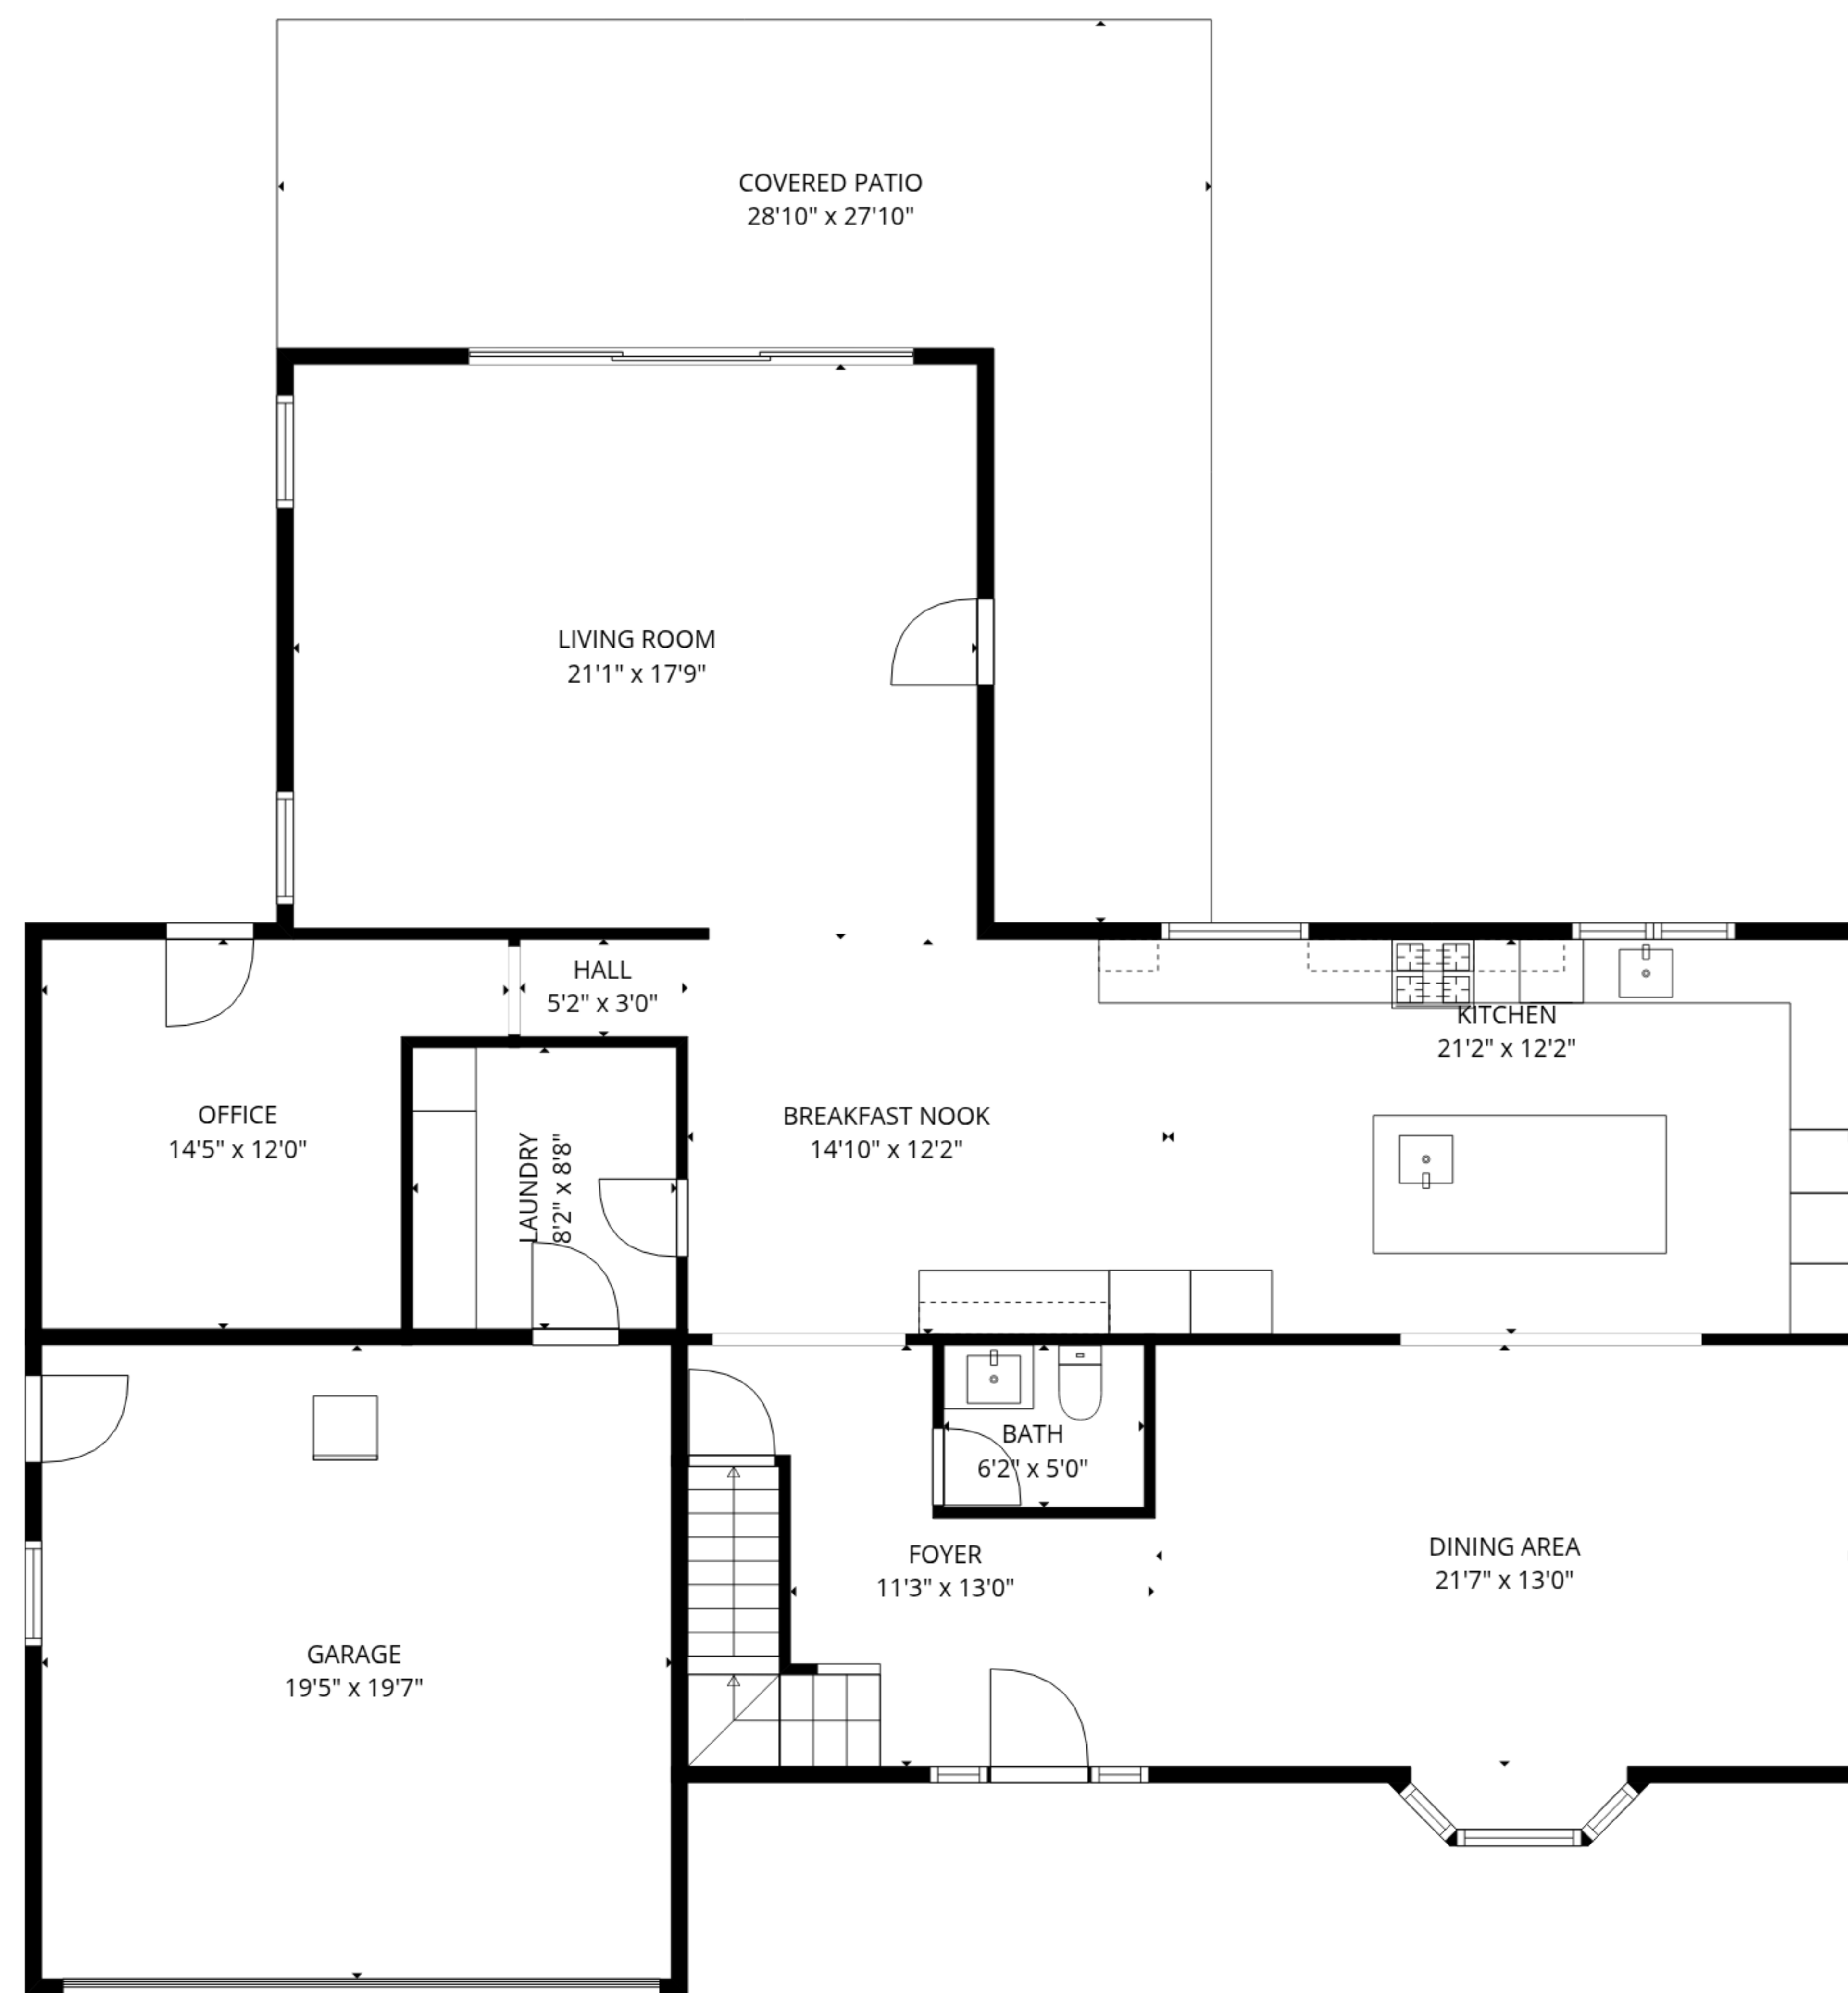 COVERED PATIO
28'10" x 27'10"
LIVING ROOM
21'1" x 17'9"
HALL
5'2" x 3'0"
KITCHEN
21'2" x 12'2"
OFFICE
14'5" x 12'0"
LAUNDRY
8'2" x 8'8"
BREAKFAST NOOK
14'10" x 12'2"
BATH
6'2" x 5'0"
FOYER
11'3" x 13'0"
DINING AREA
21'7" x 13'0"
GARAGE
19'5" x 19'7"